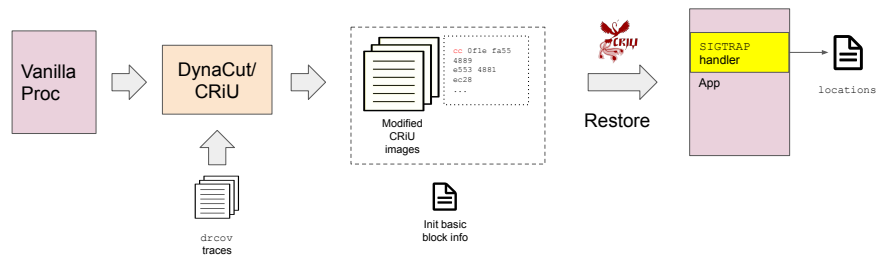 Vanilla
Proc
DynaCut/
CRiU
drcov
traces
cc 0f1e fa55
4889
e553 4881
ec28
...
Modified
CRiU
images
Init basic
block info
CRIU
Restore
SIGTRAP
handler
App
locations